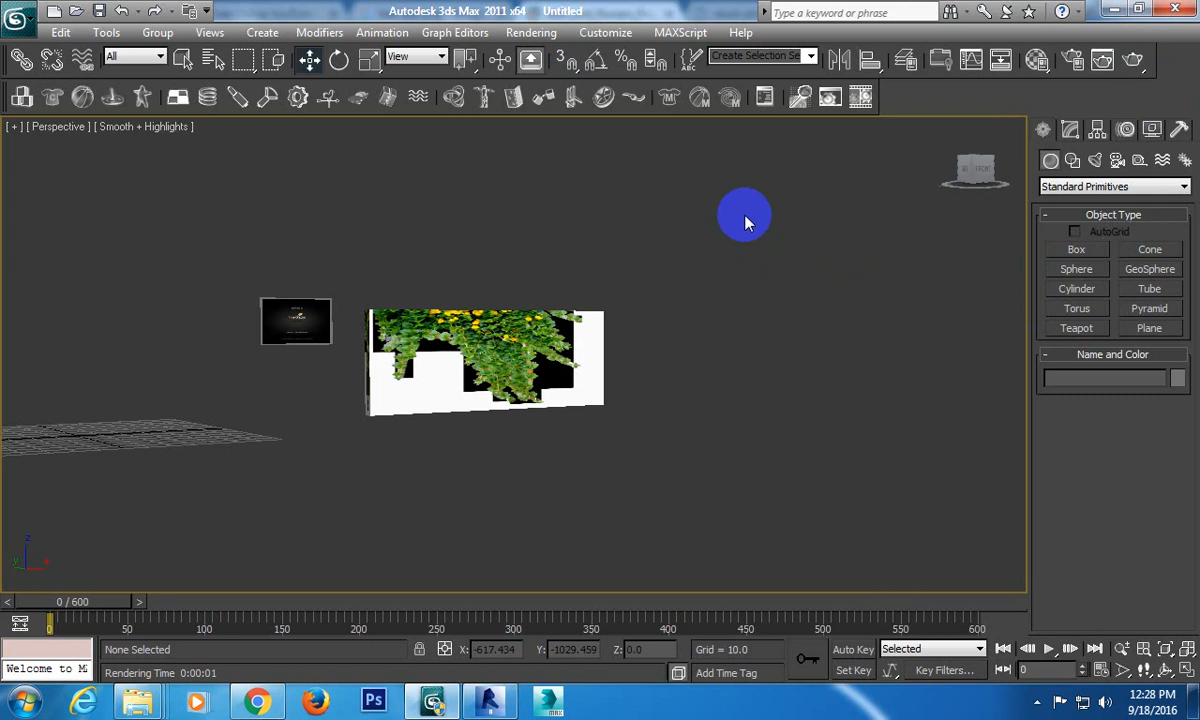 Autodesk 3ds Max 2011 x64 Untitled
Type a keyword or phrase
Edit Tools Group Views Create Modifiers Animation Graph Editors Rendering Customize MAXScript Help
All View Create Selection Se
[ + ] [ Perspective ] [ Smooth + Highlights ]
FRONT
Standard Primitives
- Object Type
AutoGrid
Box Cone
Sphere GeoSphere
Cylinder Tube
Torus Pyramid
Teapot Plane
- Name and Color
z
x
< 0 / 600 >
0 50 100 150 200 250 300 350 400 450 500 550 600
None Selected X: -617.434 Y: -1029.459 Z: 0.0 Grid = 10.0 Auto Key Selected
Welcome to M Rendering Time 0:00:01 Add Time Tag Set Key Key Filters... 0
Ps
12:28 PM
9/18/2016